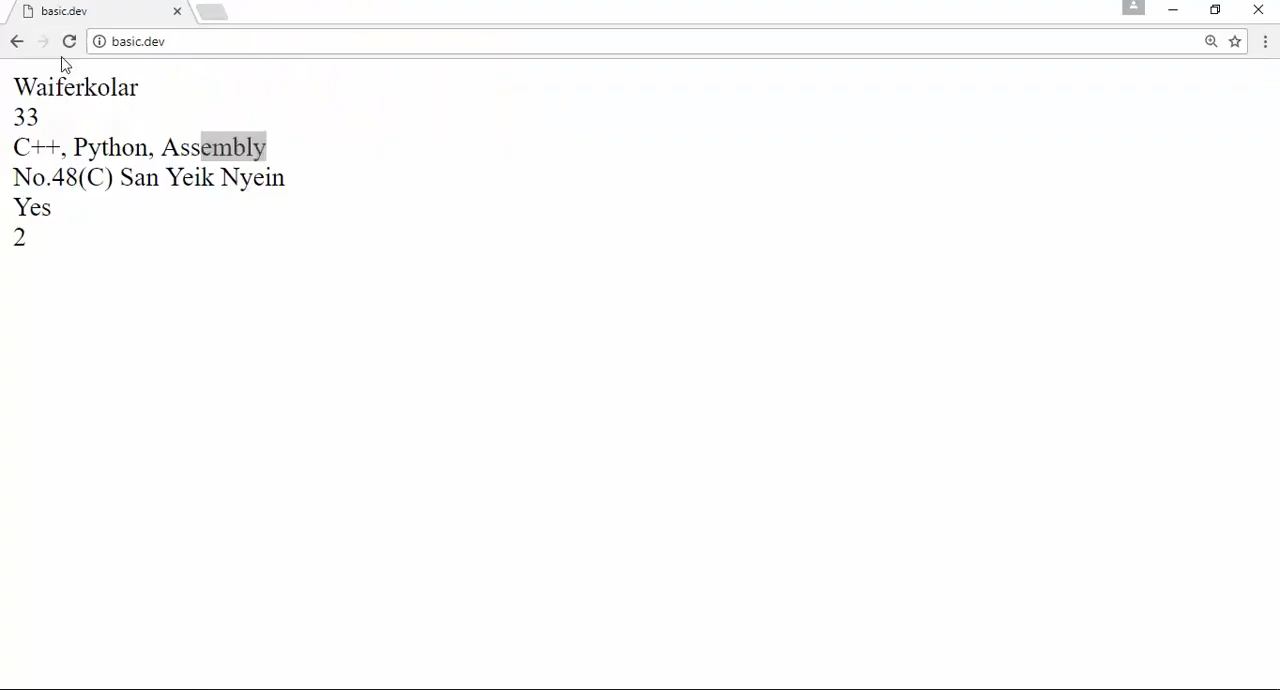 basic.dev
basic.dev
Waiferkolar
33
C++, Python, Assembly
No.48(C) San Yeik Nyein
Yes
2